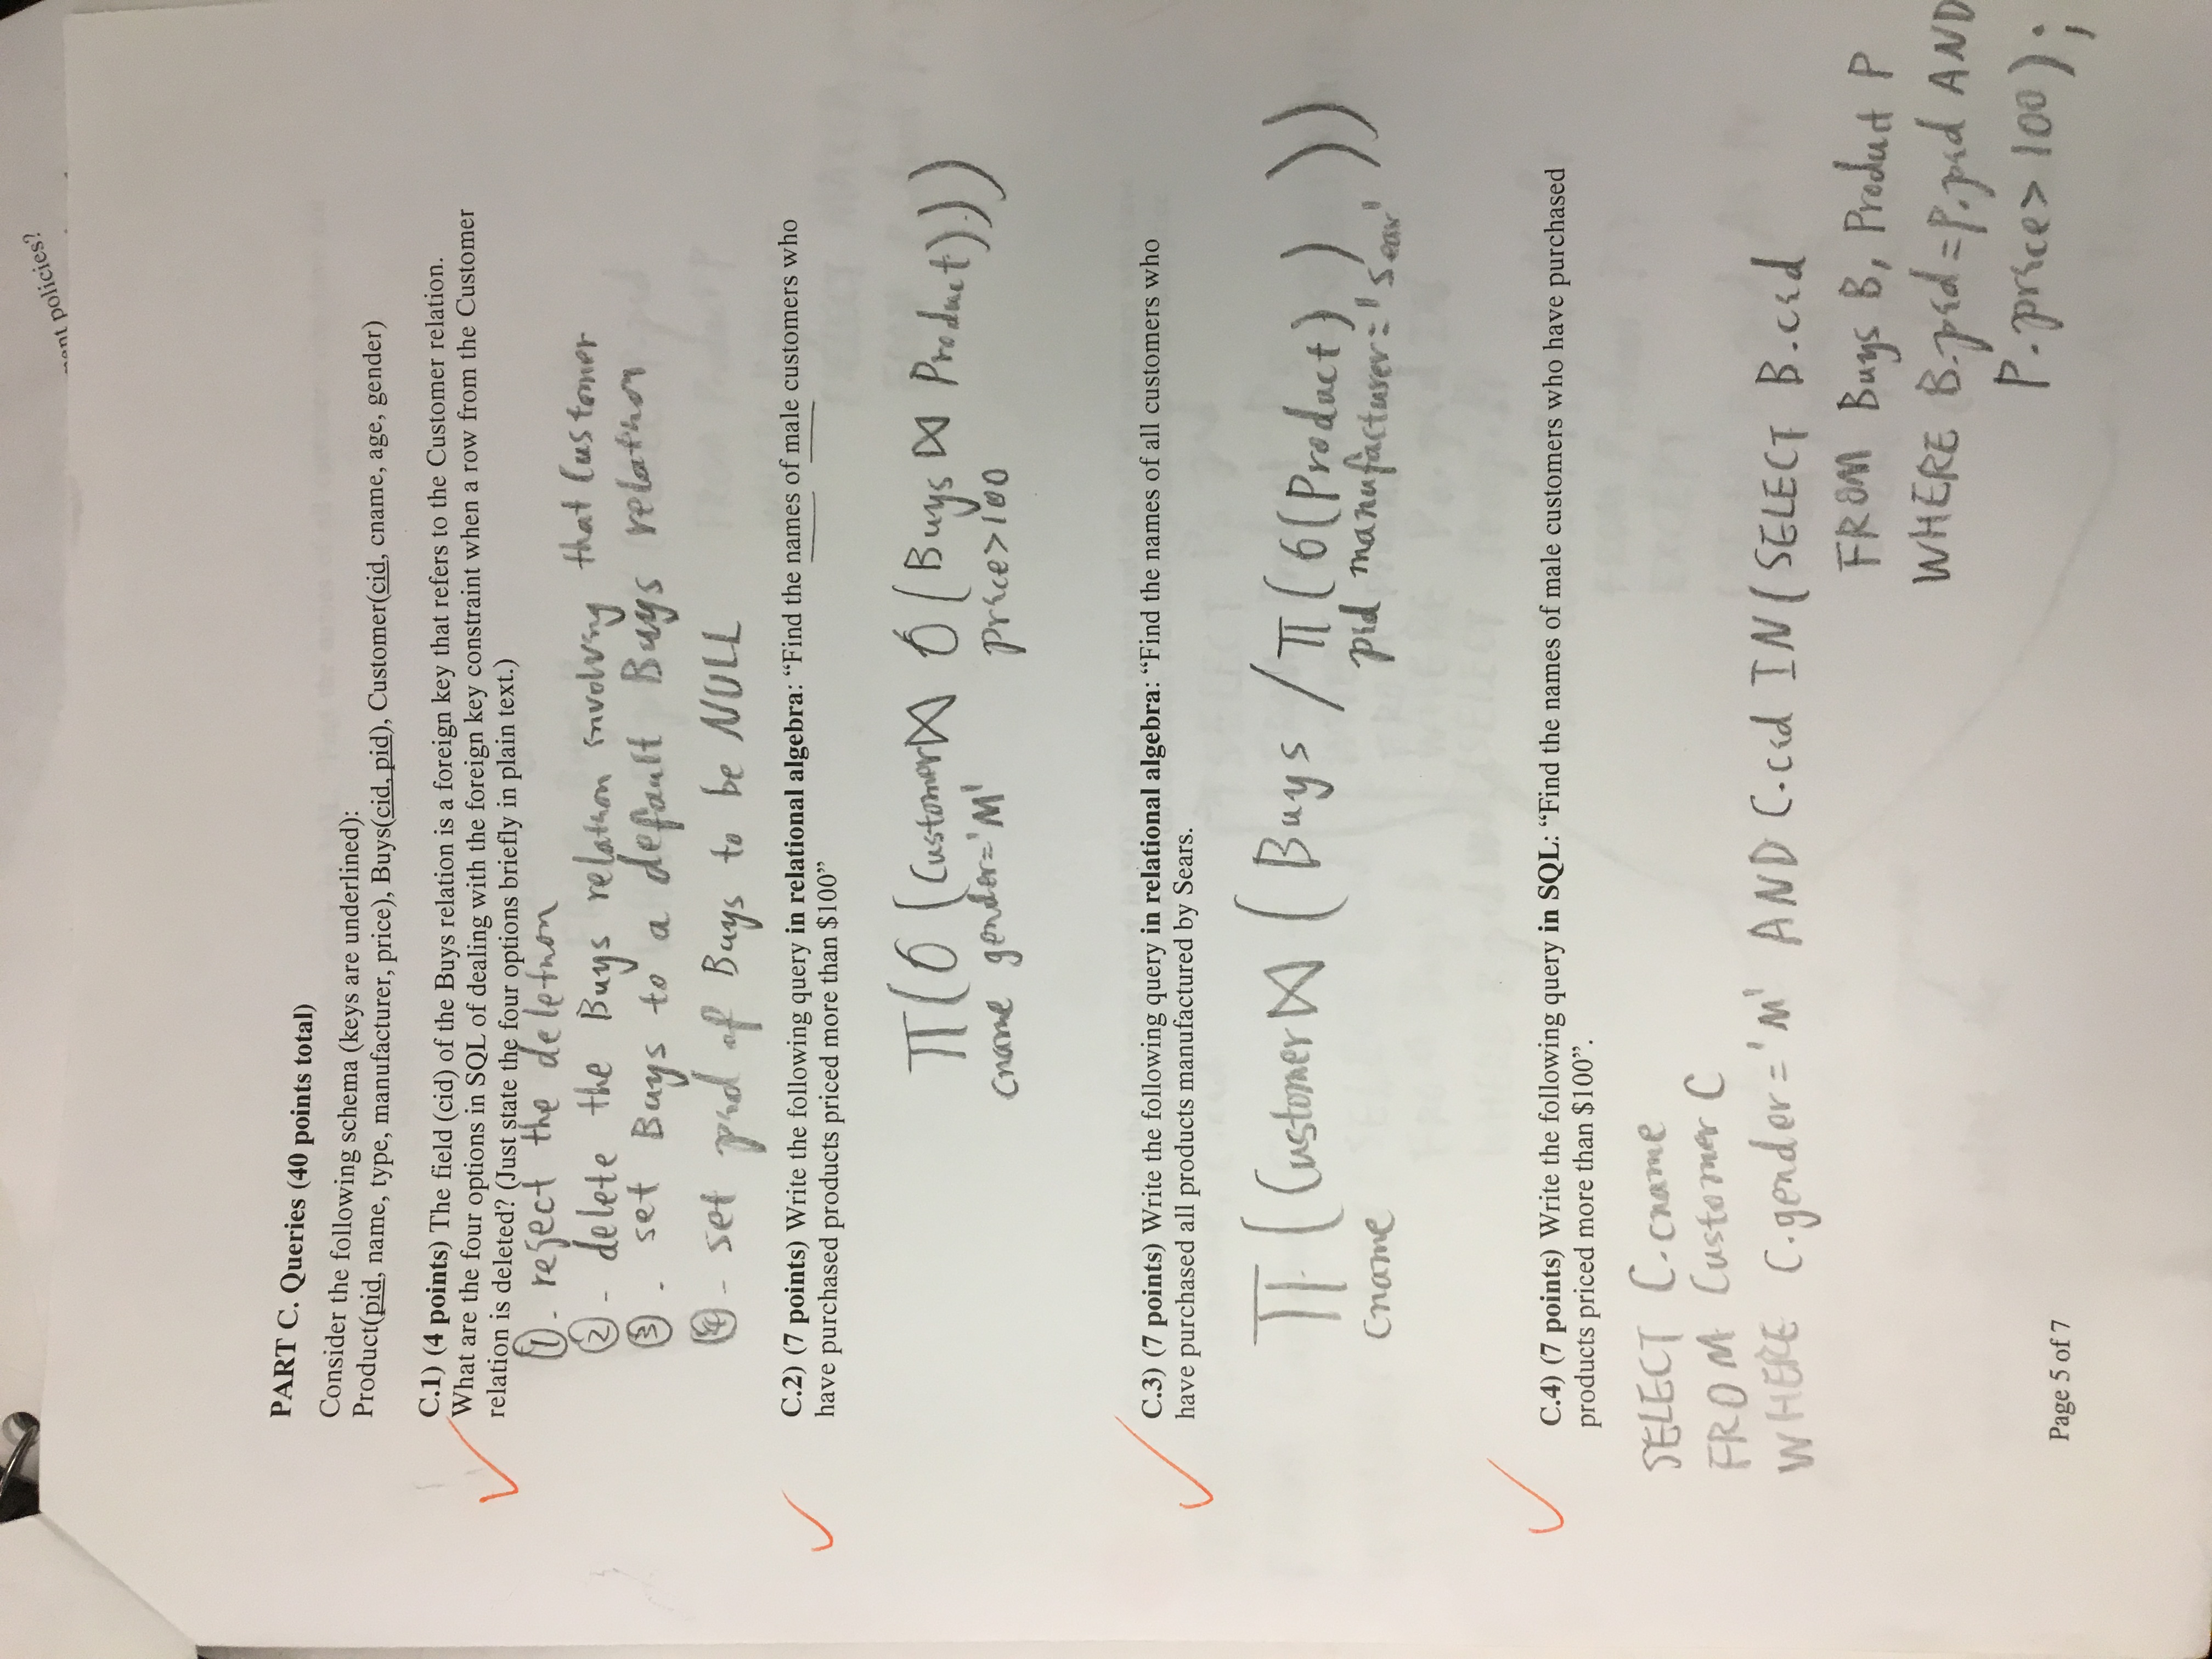 ment policies?
PART C. Queries (40 points total)
Consider the following schema (keys are underlined):
Product(pid, name, type, manufacturer, price), Buys(cid, pid), Customer(cid, cname, age, gender)
C.1) (4 points) The field (cid) of the Buys relation is a foreign key that refers to the Customer relation.
What are the four options in SQL of dealing with the foreign key constraint when a row from the Customer
relation is deleted? (Just state the four options briefly in plain text.)
①. reject the deletion
② - delete the Buys relation involving that Customer
③. set Buys to a default Buys relation
④ - set pid of Buys to be NULL
C.2) (7 points) Write the following query in relational algebra: “Find the names of male customers who
have purchased products priced more than $100”
π(σ(Customer⋈ σ(Buys ⋈ Product)))
cname gender='M' price>100
C.3) (7 points) Write the following query in relational algebra: “Find the names of all customers who
have purchased all products manufactured by Sears.
π(Customer⋈(Buys /π(σ(Product))))
cname pid manufacturer='Sear'
C.4) (7 points) Write the following query in SQL: “Find the names of male customers who have purchased
products priced more than $100”.
SELECT C.cname
FROM Customer C
WHERE C.gender='M' AND C.cid IN(SELECT B.cid
FROM Buys B, Product P
WHERE B.pid=P.pid AND
P.price>100);
Page 5 of 7